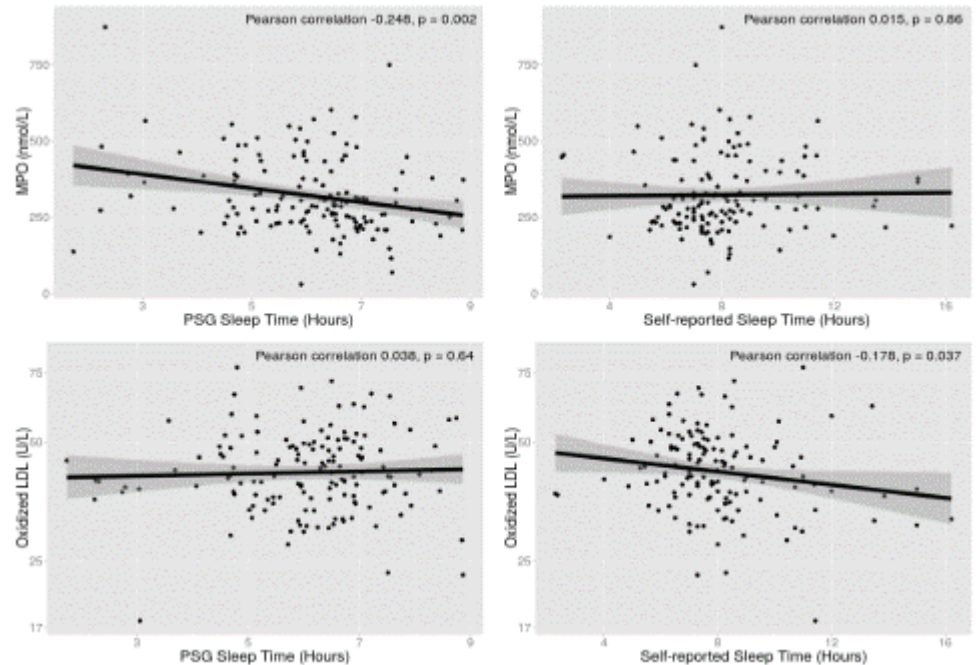 Pearson correlation -0.248, p = 0.002
MPO (nmol/L)
750
500
250
0
3 5 7 9
PSG Sleep Time (Hours)
Pearson correlation 0.015, p = 0.86
MPO (nmol/L)
750
500
250
0
4 8 12 16
Self-reported Sleep Time (Hours)
Pearson correlation 0.038, p = 0.64
Oxidized LDL (U/L)
75
50
25
17
3 5 7 9
PSG Sleep Time (Hours)
Pearson correlation -0.178, p = 0.037
Oxidized LDL (U/L)
75
50
25
17
4 8 12 16
Self-reported Sleep Time (Hours)